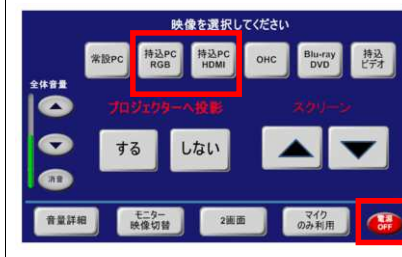 映像を選択してください
常設PC
持込PC
RGB
持込PC
HDMI
OHC
Blu-ray
DVD
持込
ビデオ
全体音量
プロジェクターへ投影
スクリーン
する
しない
消音
音量詳細
モニター
映像切替
2画面
マイク
のみ利用
電源
OFF